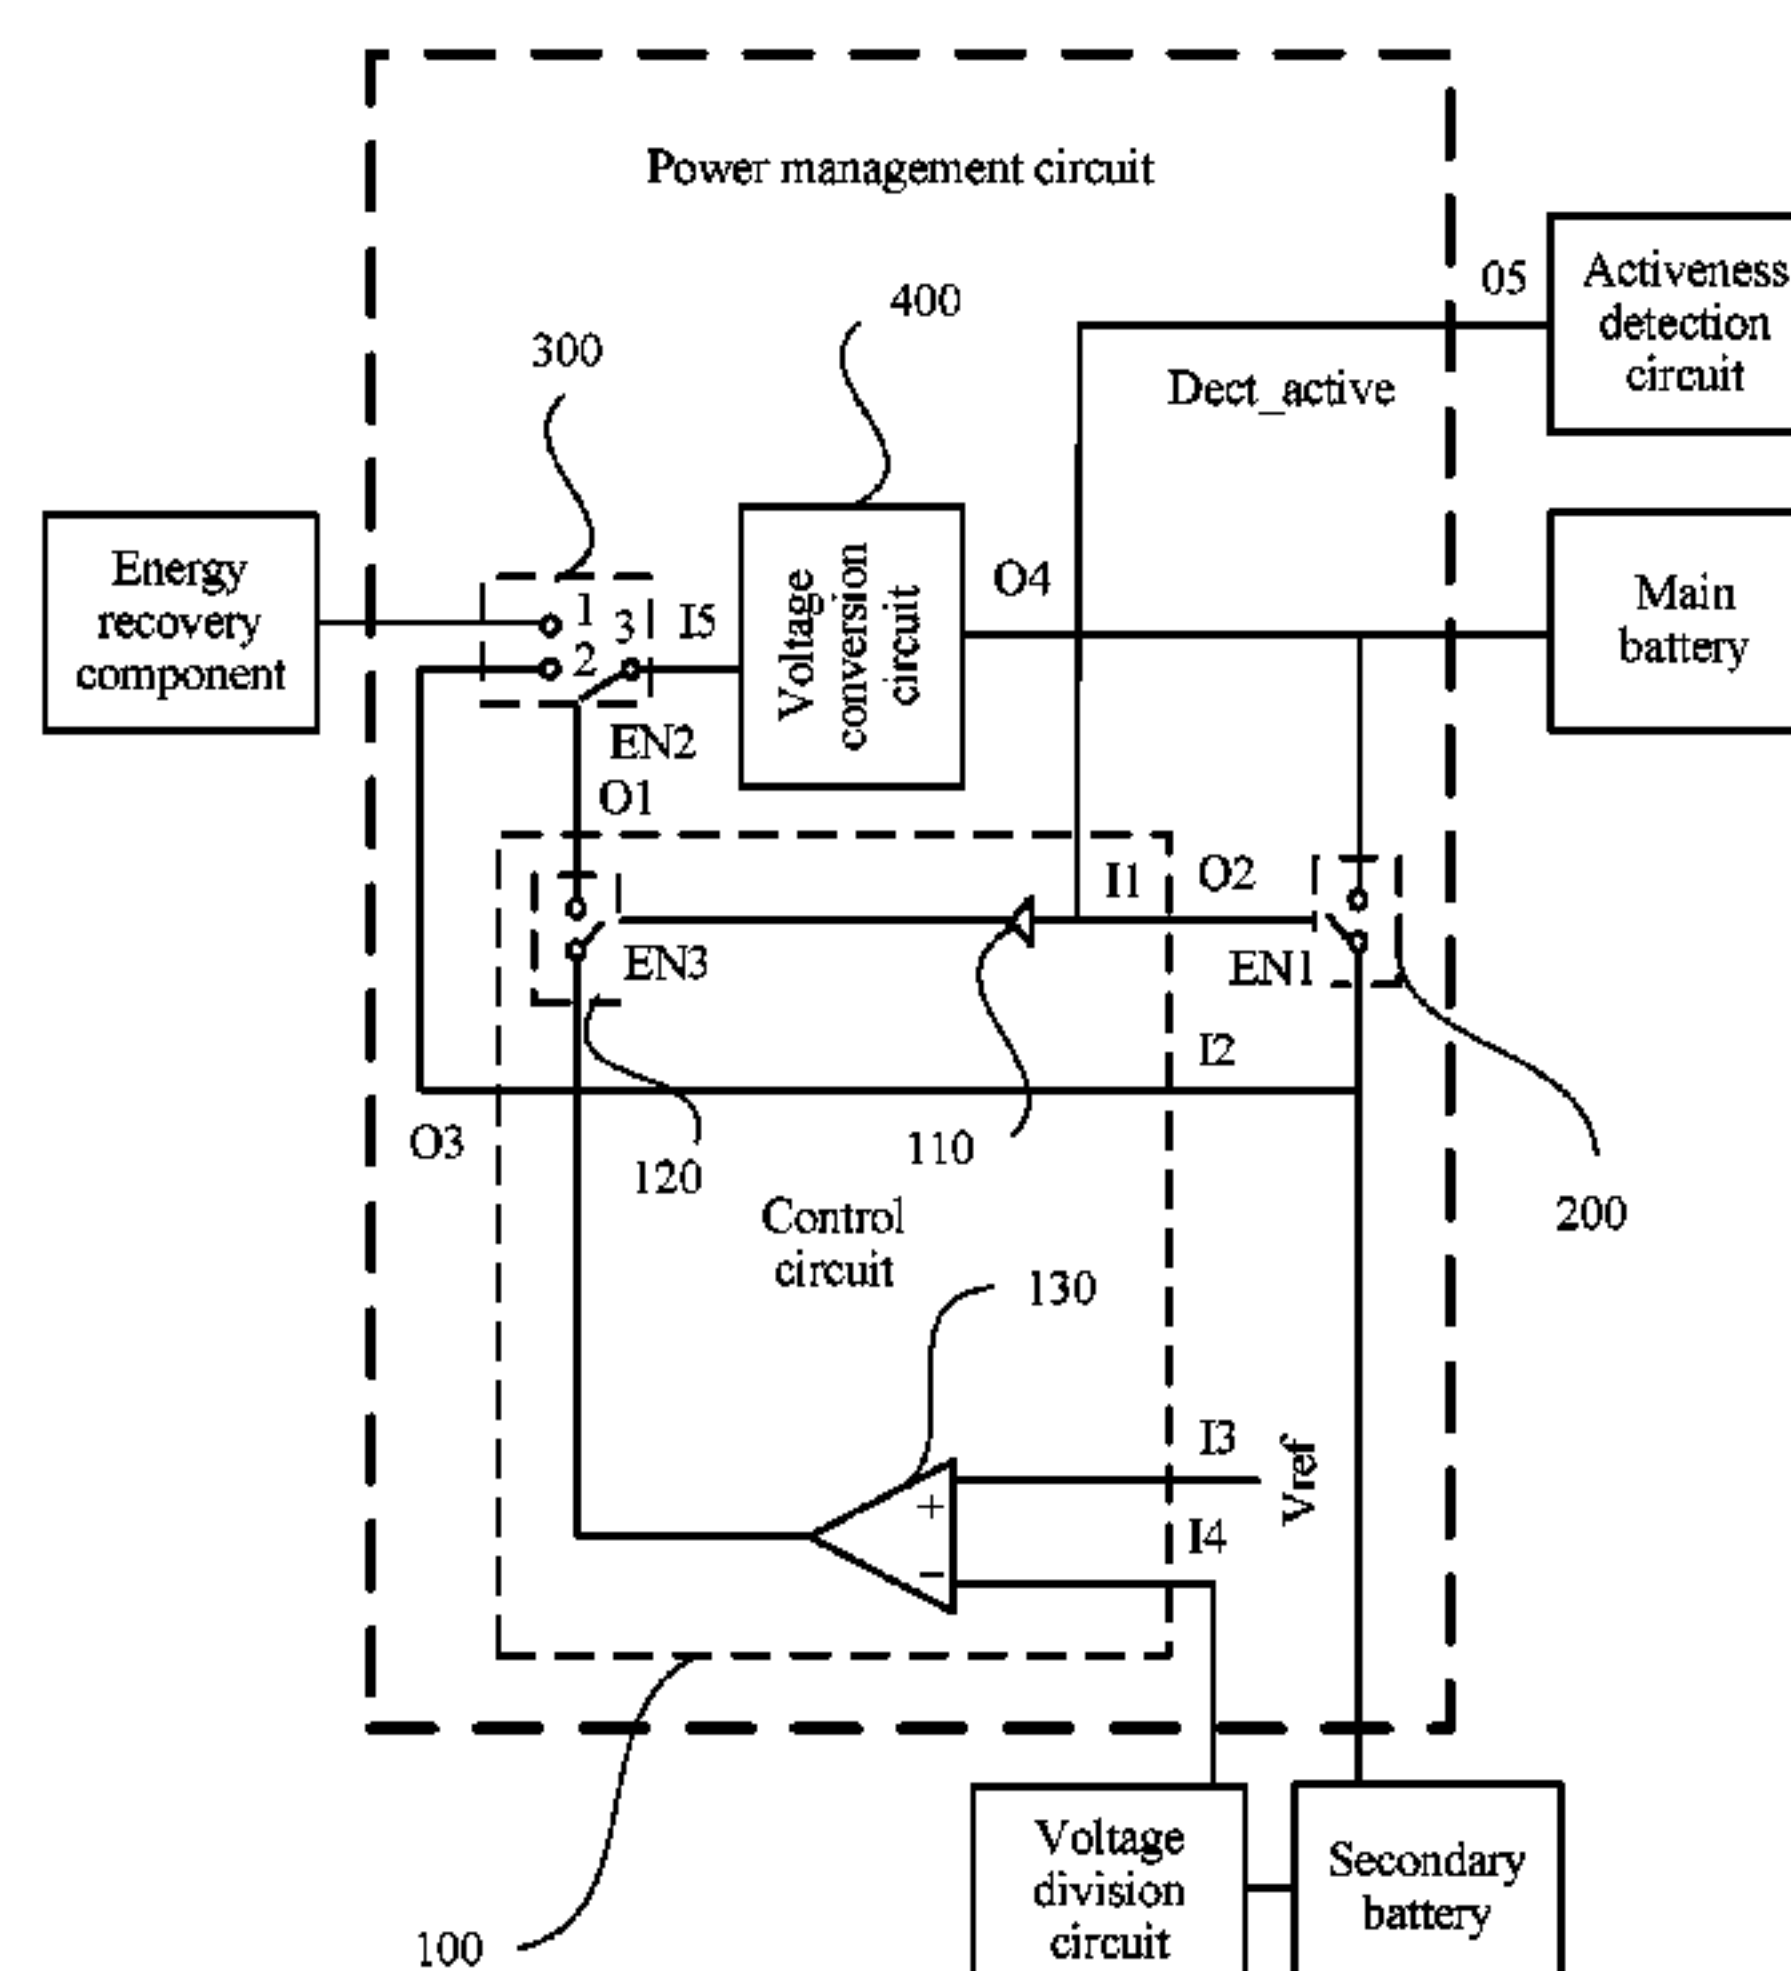 Power management circuit
05
Activeness
detection
circuit
400
300
Dect_active
Energy
recovery
component
1
2
3
I5
Voltage
conversion
circuit
O4
Main
battery
EN2
O1
I1
O2
EN3
EN1
I2
O3
120
110
200
Control
circuit
130
I3
Vref
+
I4
−
100
Voltage
division
circuit
Secondary
battery